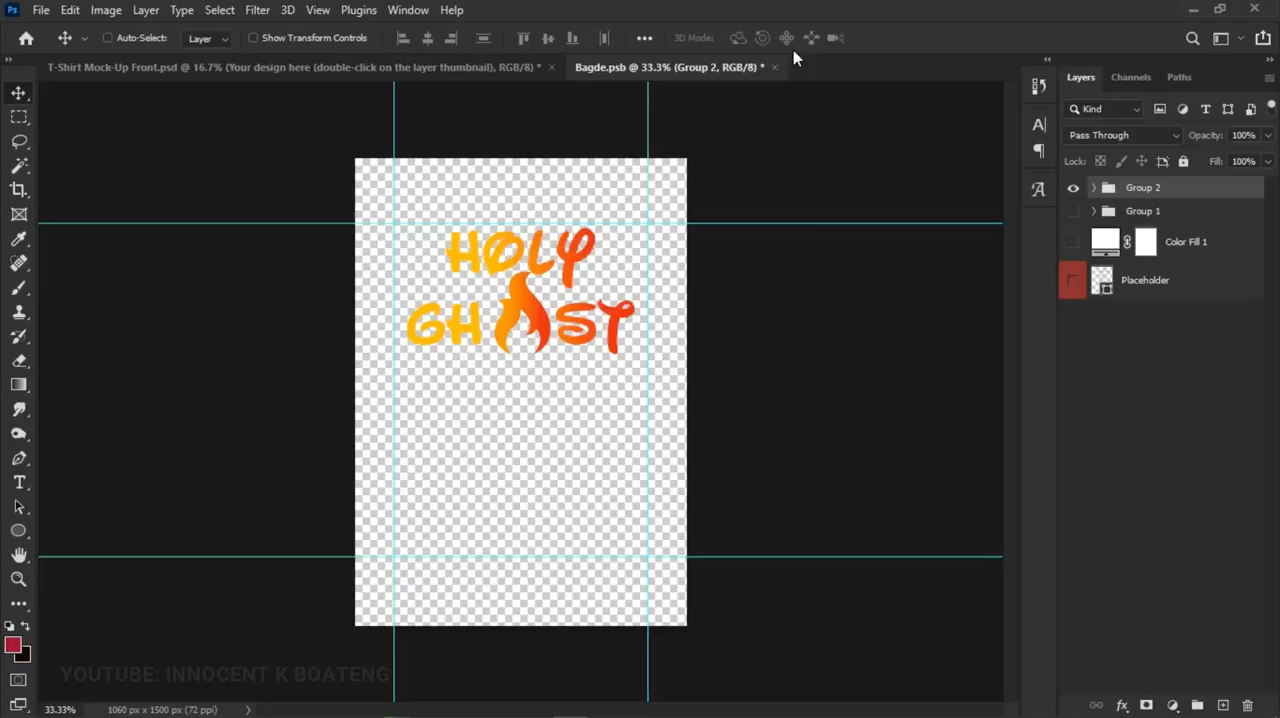 Ps File Edit Image Layer Type Select Filter 3D View Plugins Window Help
Auto-Select: Layer Show Transform Controls 3D Mode:
T-Shirt Mock-Up Front.psd @ 16.7% (Your design here (double-click on the layer thumbnail), RGB/8) * ×
Bagde.psb @ 33.3% (Group 2, RGB/8) * ×
Layers Channels Paths
Kind
Pass Through Opacity: 100%
Lock: Fill: 100%
Group 2
Group 1
Color Fill 1
Placeholder
HOLY
GH ST
YOUTUBE: INNOCENT K BOATENG
33.33% 1060 px x 1500 px (72 ppi)